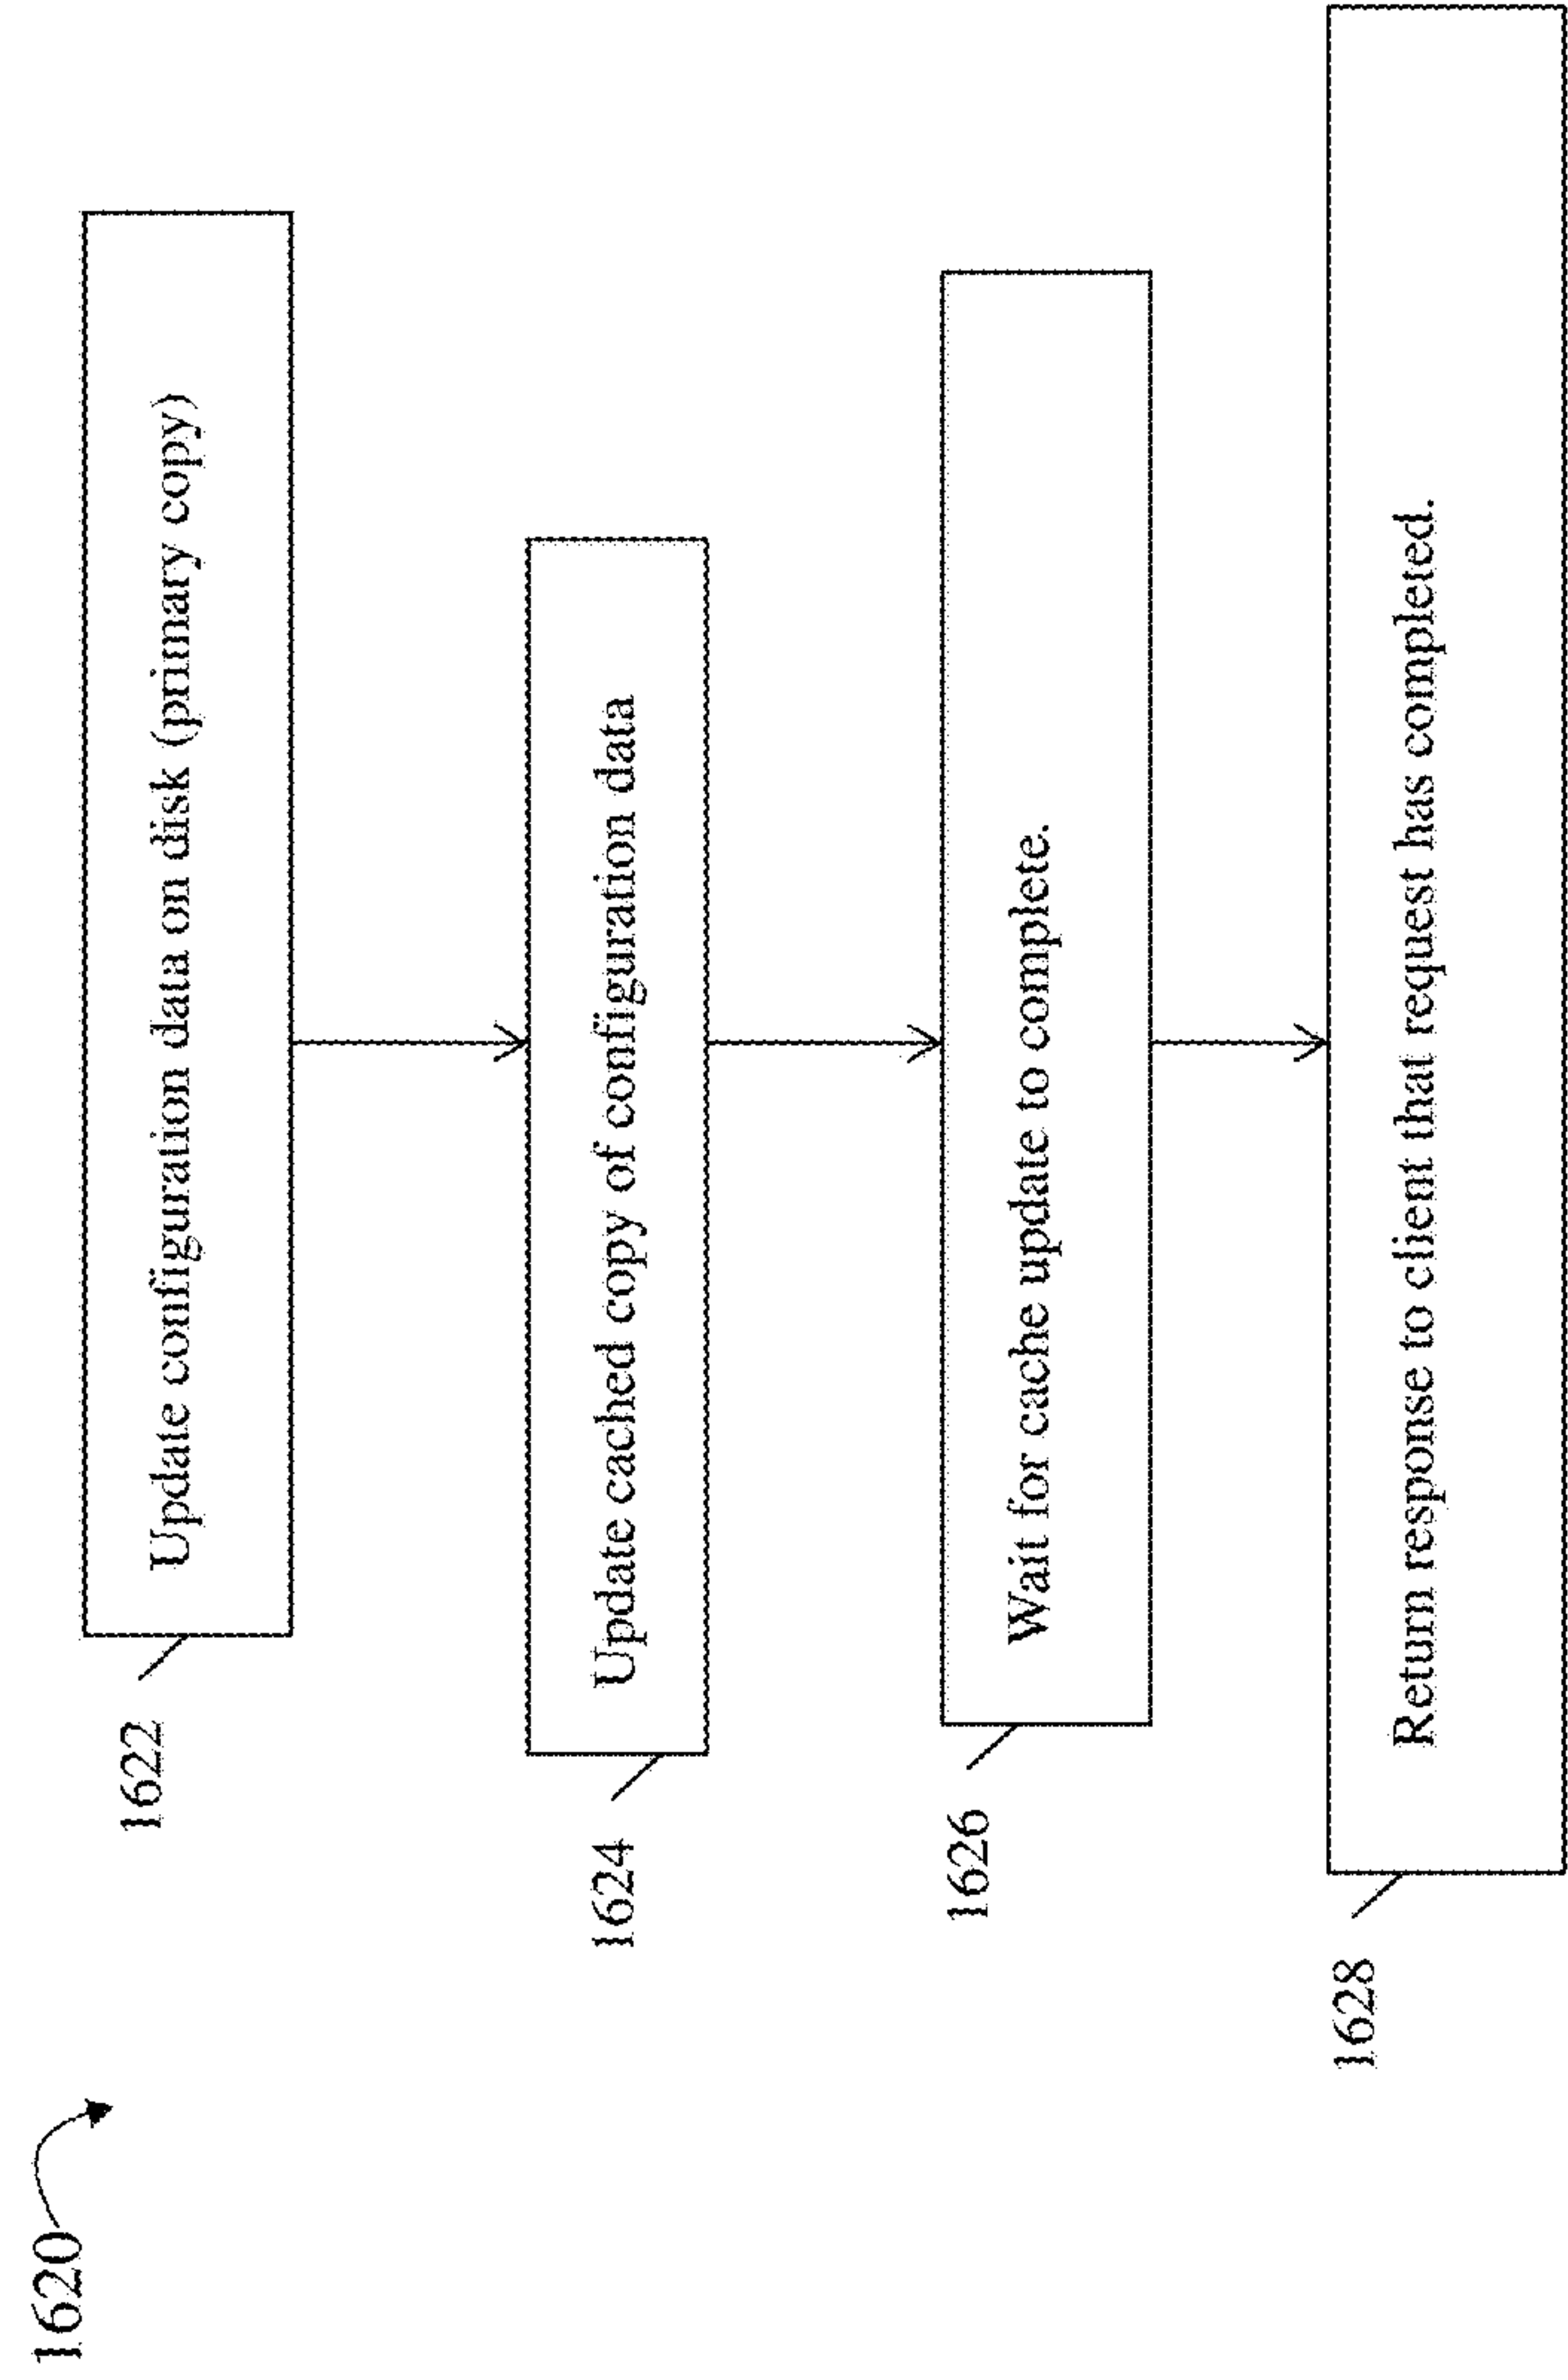 1620
1622
Update configuration data on disk (primary copy)
1624
Update cached copy of configuration data
1626
Wait for cache update to complete.
1628
Return response to client that request has completed.